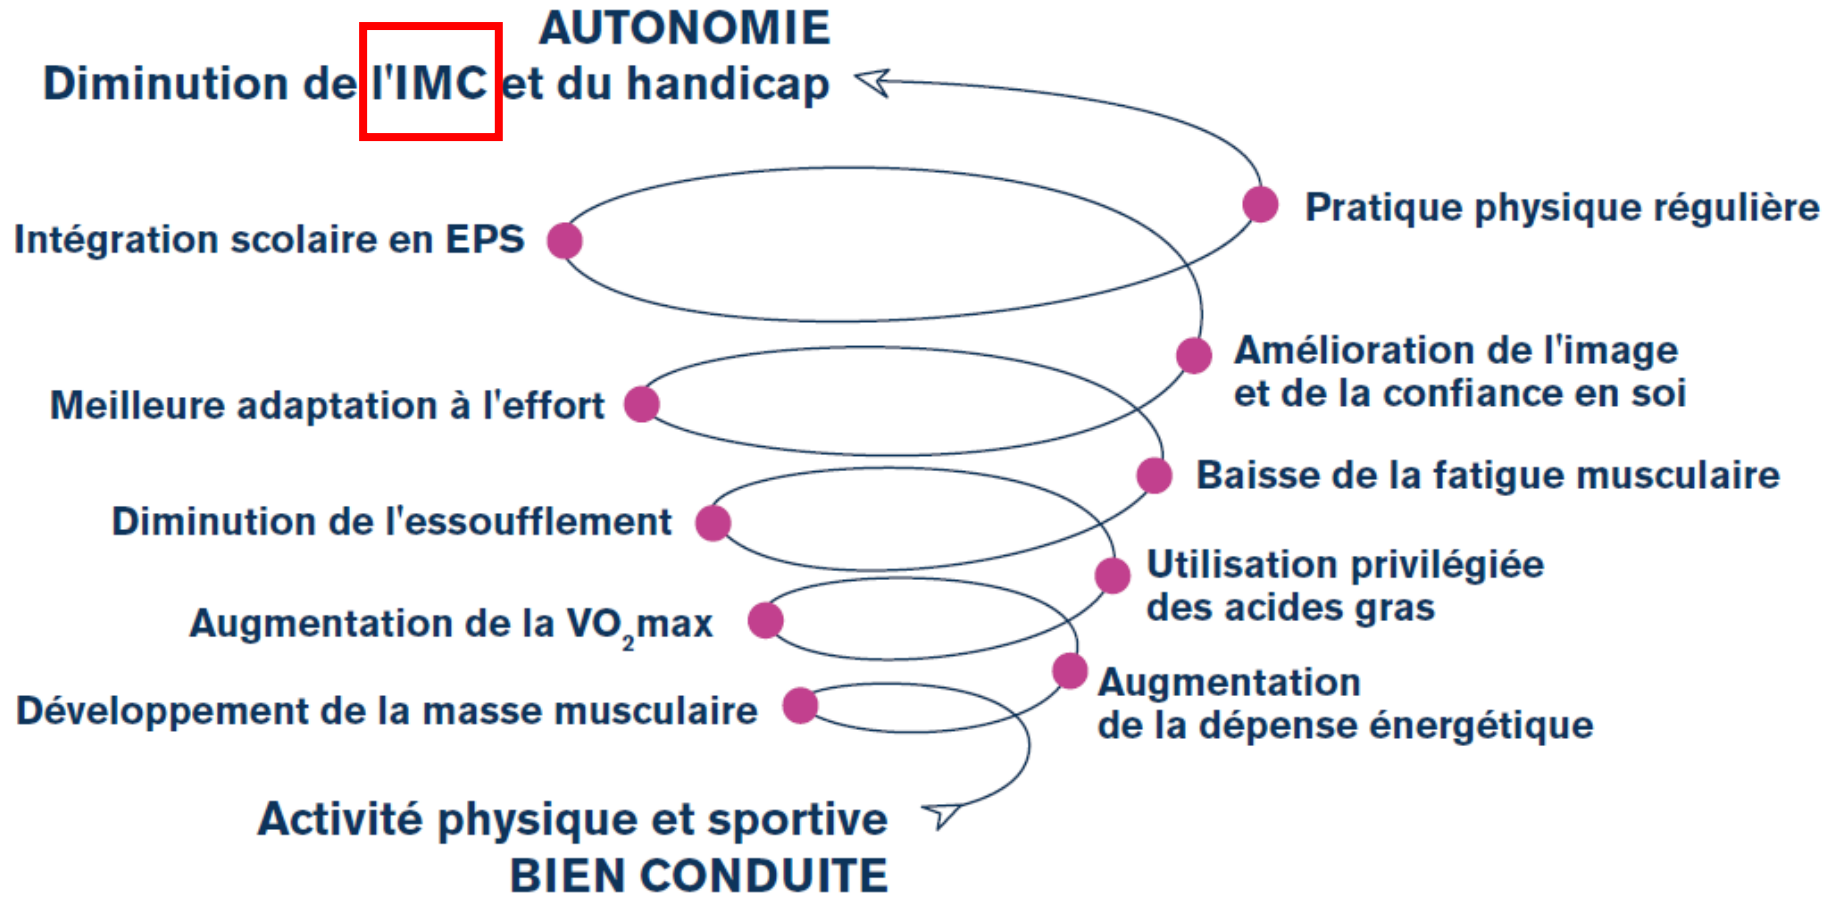 AUTONOMIE
Diminution de l'IMC et du handicap
Pratique physique régulière
Intégration scolaire en EPS
Amélioration de l'image
et de la confiance en soi
Meilleure adaptation à l'effort
Baisse de la fatigue musculaire
Diminution de l'essoufflement
Utilisation privilégiée
des acides gras
Augmentation de la VO₂max
Augmentation
de la dépense énergétique
Développement de la masse musculaire
Activité physique et sportive
BIEN CONDUITE